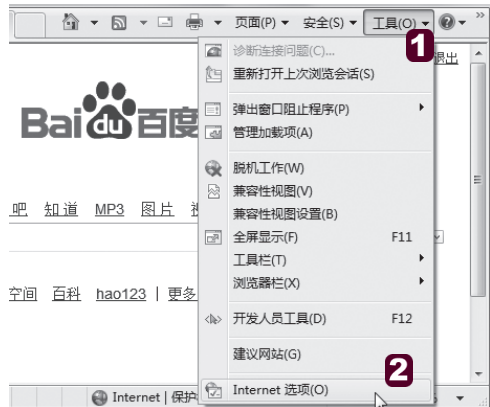 页面(P) 安全(S) 工具(O)
1
诊断连接问题(C)... 退出
重新打开上次浏览会话(S)
弹出窗口阻止程序(P)
Bai du 百度
管理加载项(A)
脱机工作(W)
兼容性视图(V)
吧 知道 MP3 图片
兼容性视图设置(B)
全屏显示(F) F11
工具栏(T)
浏览器栏(X)
空间 百科 hao123 | 更多
开发人员工具(D) F12
建议网站(G)
2
Internet | 保护
Internet 选项(O)